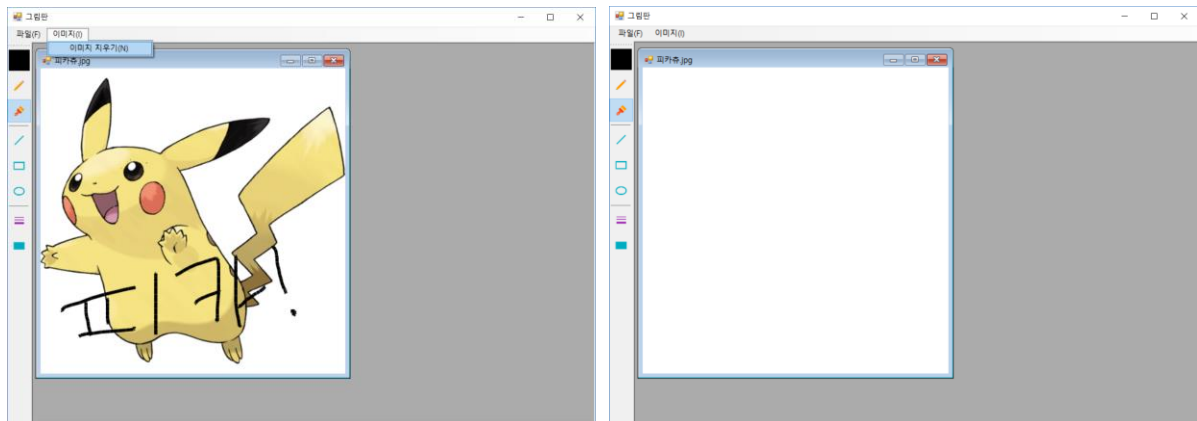 그림판
파일(F) 이미지(I)
이미지 지우기(N)
피카츄.jpg
피카!
그림판
파일(F) 이미지(I)
피카츄.jpg